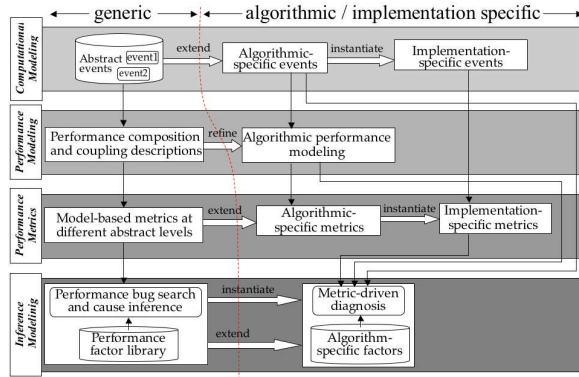 generic
algorithmic / implementation specific
Computational
Modeling
Abstract
events
event1
event2
extend
Algorithmic-
specific events
instantiate
Implementation-
specific events
Performance
Modeling
Performance composition
and coupling descriptions
refine
Algorithmic performance
modeling
Performance
Metrics
Model-based metrics at
different abstract levels
extend
Algorithmic-
specific metrics
instantiate
Implementation-
specific metrics
Inference
Modelinig
Performance bug search
and cause inference
instantiate
Metric-driven
diagnosis
Performance
factor library
extend
Algorithm-
specific factors